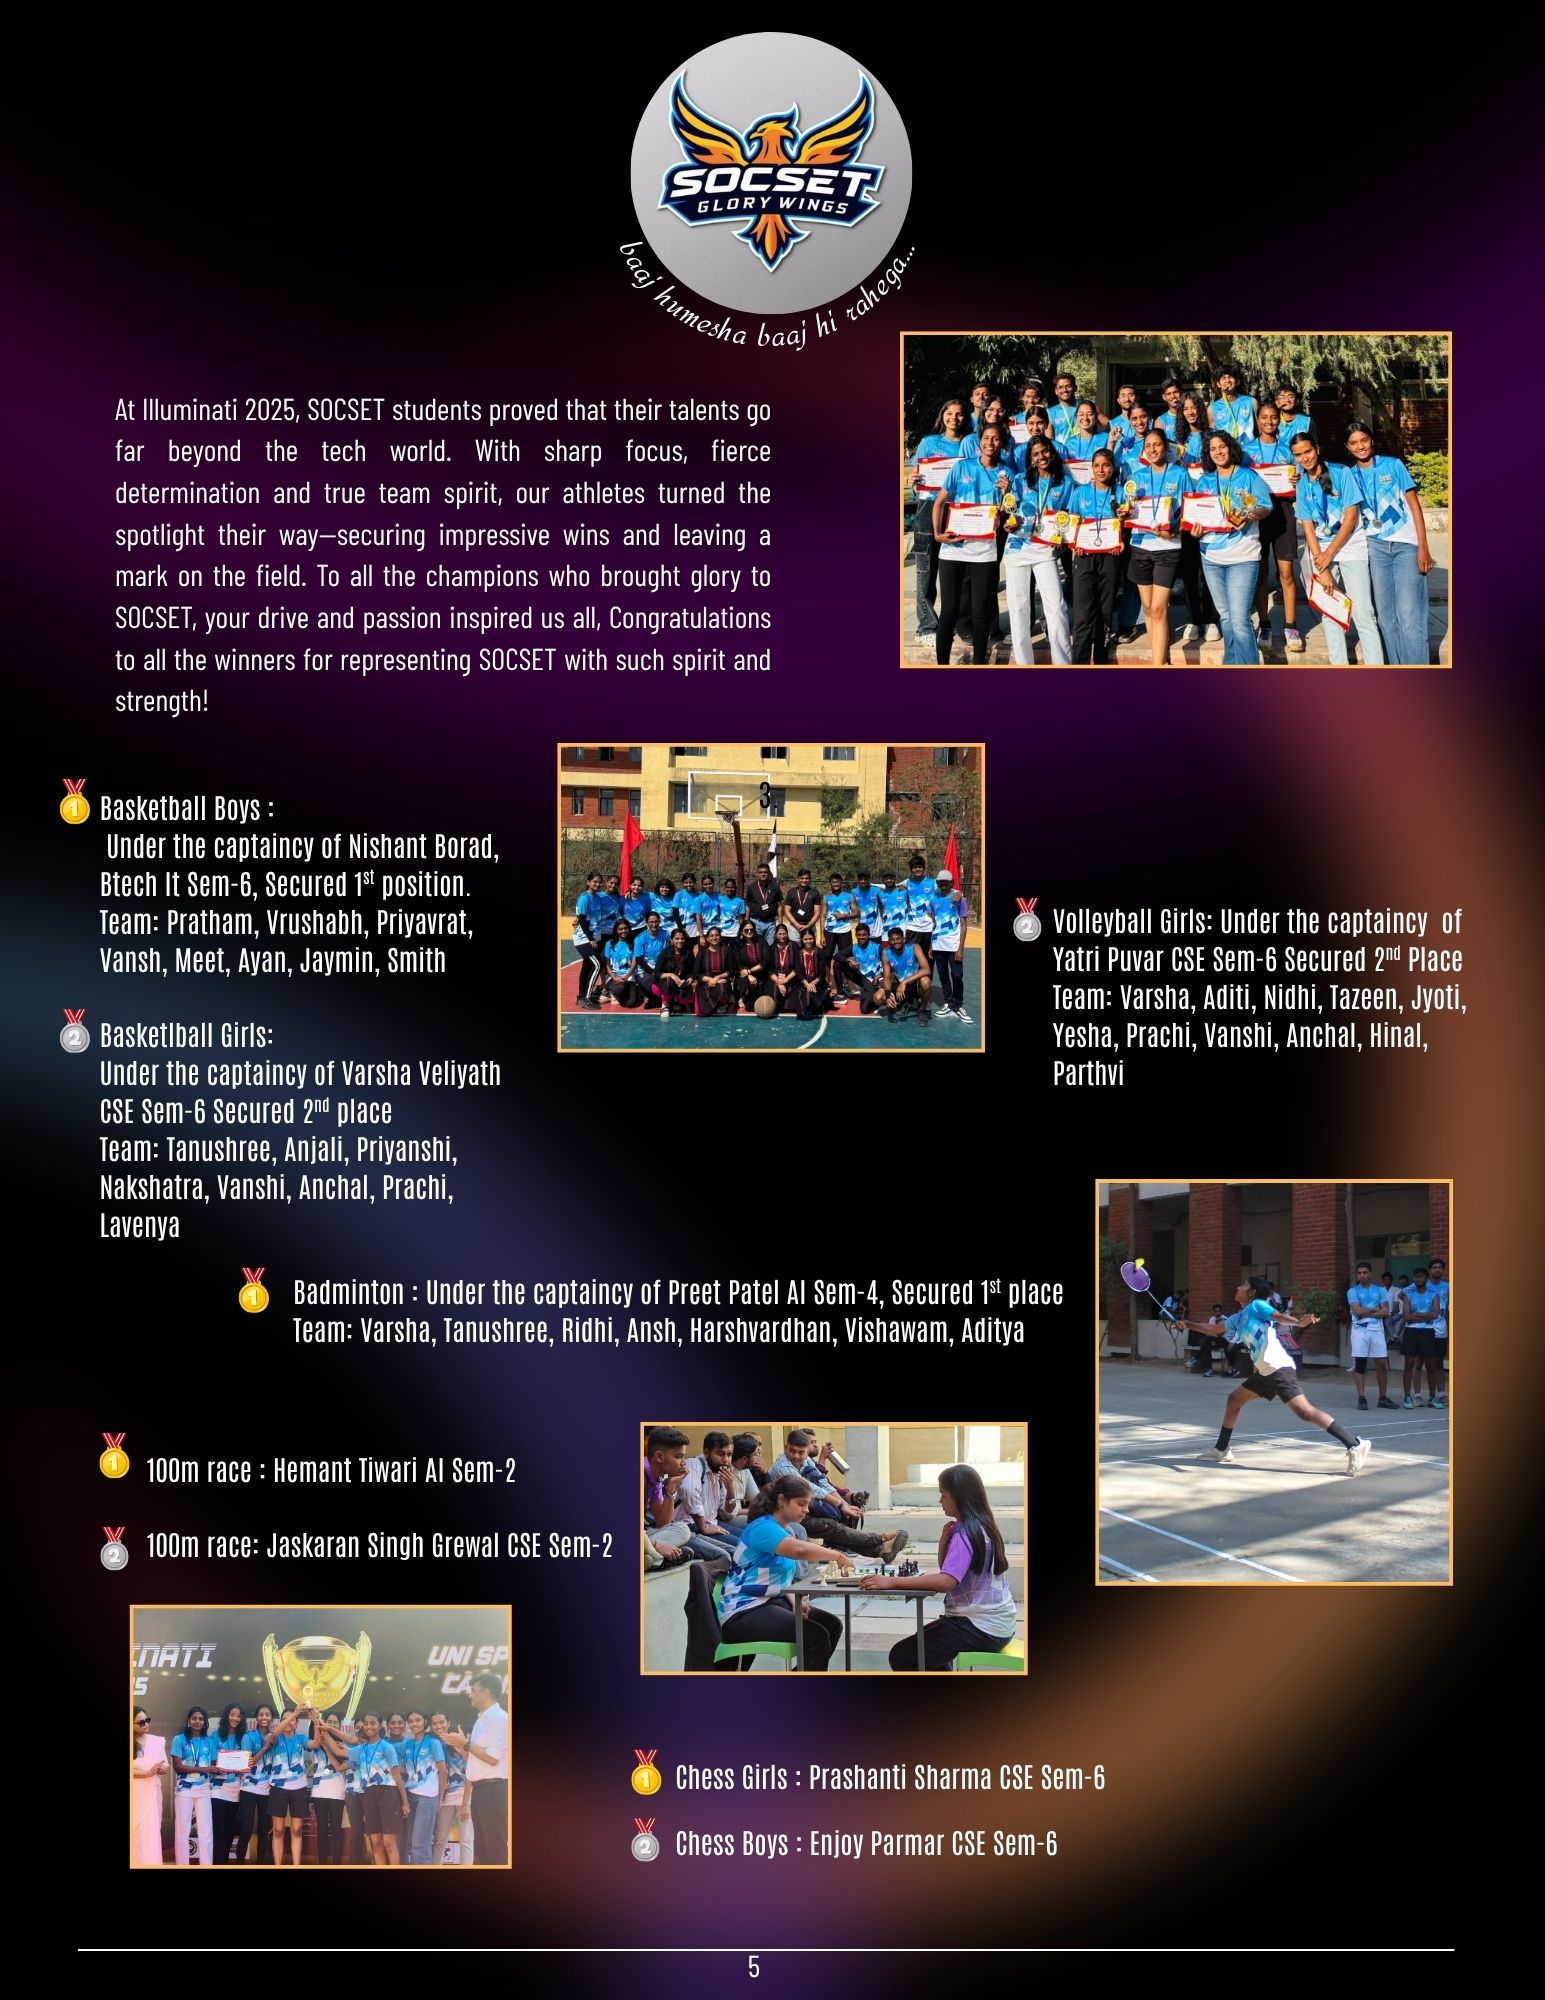 SOCSET
GLORY WINGS
baaj humesha baaj hi rahega...
At Illuminati 2025, SOCSET students proved that their talents go
far beyond the tech world. With sharp focus, fierce
determination and true team spirit, our athletes turned the
spotlight their way—securing impressive wins and leaving a
mark on the field. To all the champions who brought glory to
SOCSET, your drive and passion inspired us all, Congratulations
to all the winners for representing SOCSET with such spirit and
strength!
3.
1 Basketball Boys :
Under the captaincy of Nishant Borad,
Btech It Sem-6, Secured 1st position.
Team: Pratham, Vrushabh, Priyavrat,
Vansh, Meet, Ayan, Jaymin, Smith
2 Basketlball Girls:
Under the captaincy of Varsha Veliyath
CSE Sem-6 Secured 2nd place
Team: Tanushree, Anjali, Priyanshi,
Nakshatra, Vanshi, Anchal, Prachi,
Lavenya
2 Volleyball Girls: Under the captaincy of
Yatri Puvar CSE Sem-6 Secured 2nd Place
Team: Varsha, Aditi, Nidhi, Tazeen, Jyoti,
Yesha, Prachi, Vanshi, Anchal, Hinal,
Parthvi
1 Badminton : Under the captaincy of Preet Patel AI Sem-4, Secured 1st place
Team: Varsha, Tanushree, Ridhi, Ansh, Harshvardhan, Vishawam, Aditya
1 100m race : Hemant Tiwari AI Sem-2
2 100m race: Jaskaran Singh Grewal CSE Sem-2
INATI
UNI SP
1 Chess Girls : Prashanti Sharma CSE Sem-6
2 Chess Boys : Enjoy Parmar CSE Sem-6
5